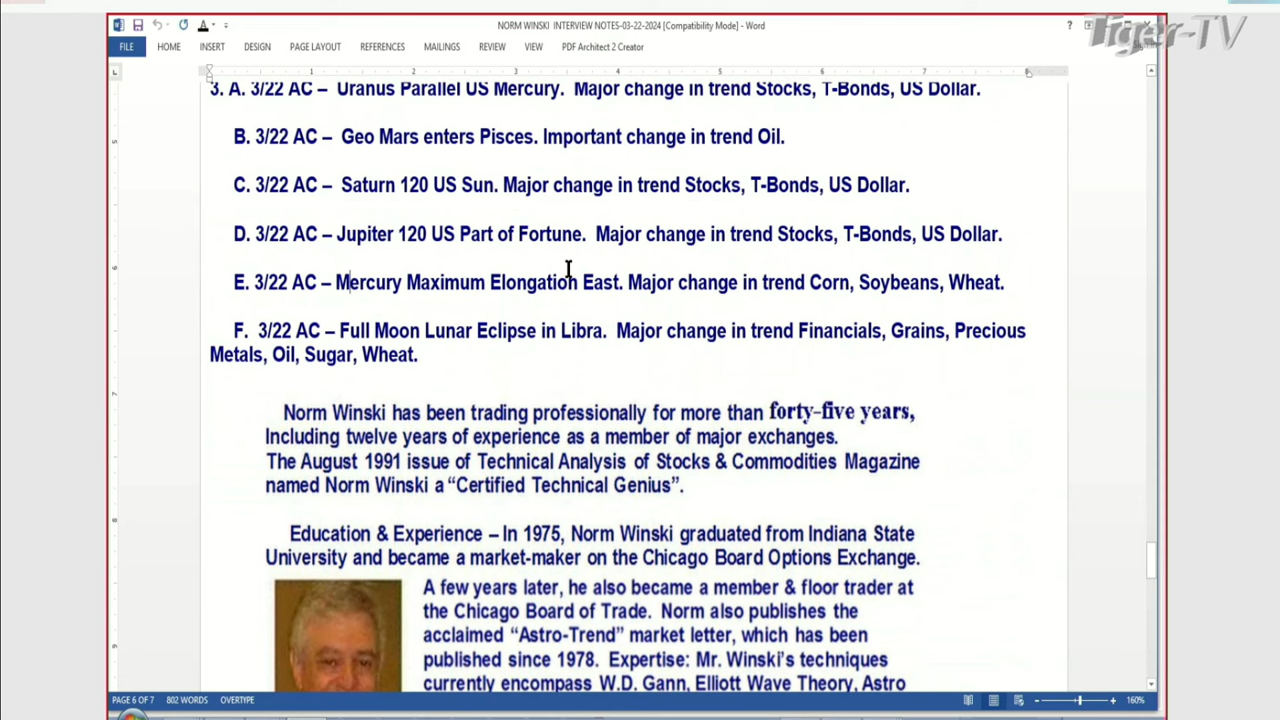 NORM WINSKI INTERVIEW NOTES-03-22-2024 [Compatibility Mode] - Word
Tiger-TV
FILE HOME INSERT DESIGN PAGE LAYOUT REFERENCES MAILINGS REVIEW VIEW PDF Architect 2 Creator
1 2 3 4 5 6 7 8
3. A. 3/22 AC – Uranus Parallel US Mercury. Major change in trend Stocks, T-Bonds, US Dollar.
B. 3/22 AC – Geo Mars enters Pisces. Important change in trend Oil.
C. 3/22 AC – Saturn 120 US Sun. Major change in trend Stocks, T-Bonds, US Dollar.
D. 3/22 AC – Jupiter 120 US Part of Fortune. Major change in trend Stocks, T-Bonds, US Dollar.
E. 3/22 AC – Mercury Maximum Elongation East. Major change in trend Corn, Soybeans, Wheat.
F. 3/22 AC – Full Moon Lunar Eclipse in Libra. Major change in trend Financials, Grains, Precious
Metals, Oil, Sugar, Wheat.
Norm Winski has been trading professionally for more than forty-five years,
Including twelve years of experience as a member of major exchanges.
The August 1991 issue of Technical Analysis of Stocks & Commodities Magazine
named Norm Winski a “Certified Technical Genius”.
Education & Experience – In 1975, Norm Winski graduated from Indiana State
University and became a market-maker on the Chicago Board Options Exchange.
A few years later, he also became a member & floor trader at
the Chicago Board of Trade. Norm also publishes the
acclaimed “Astro-Trend” market letter, which has been
published since 1978. Expertise: Mr. Winski’s techniques
currently encompass W.D. Gann, Elliott Wave Theory, Astro
PAGE 6 OF 7 802 WORDS OVERTYPE 160%